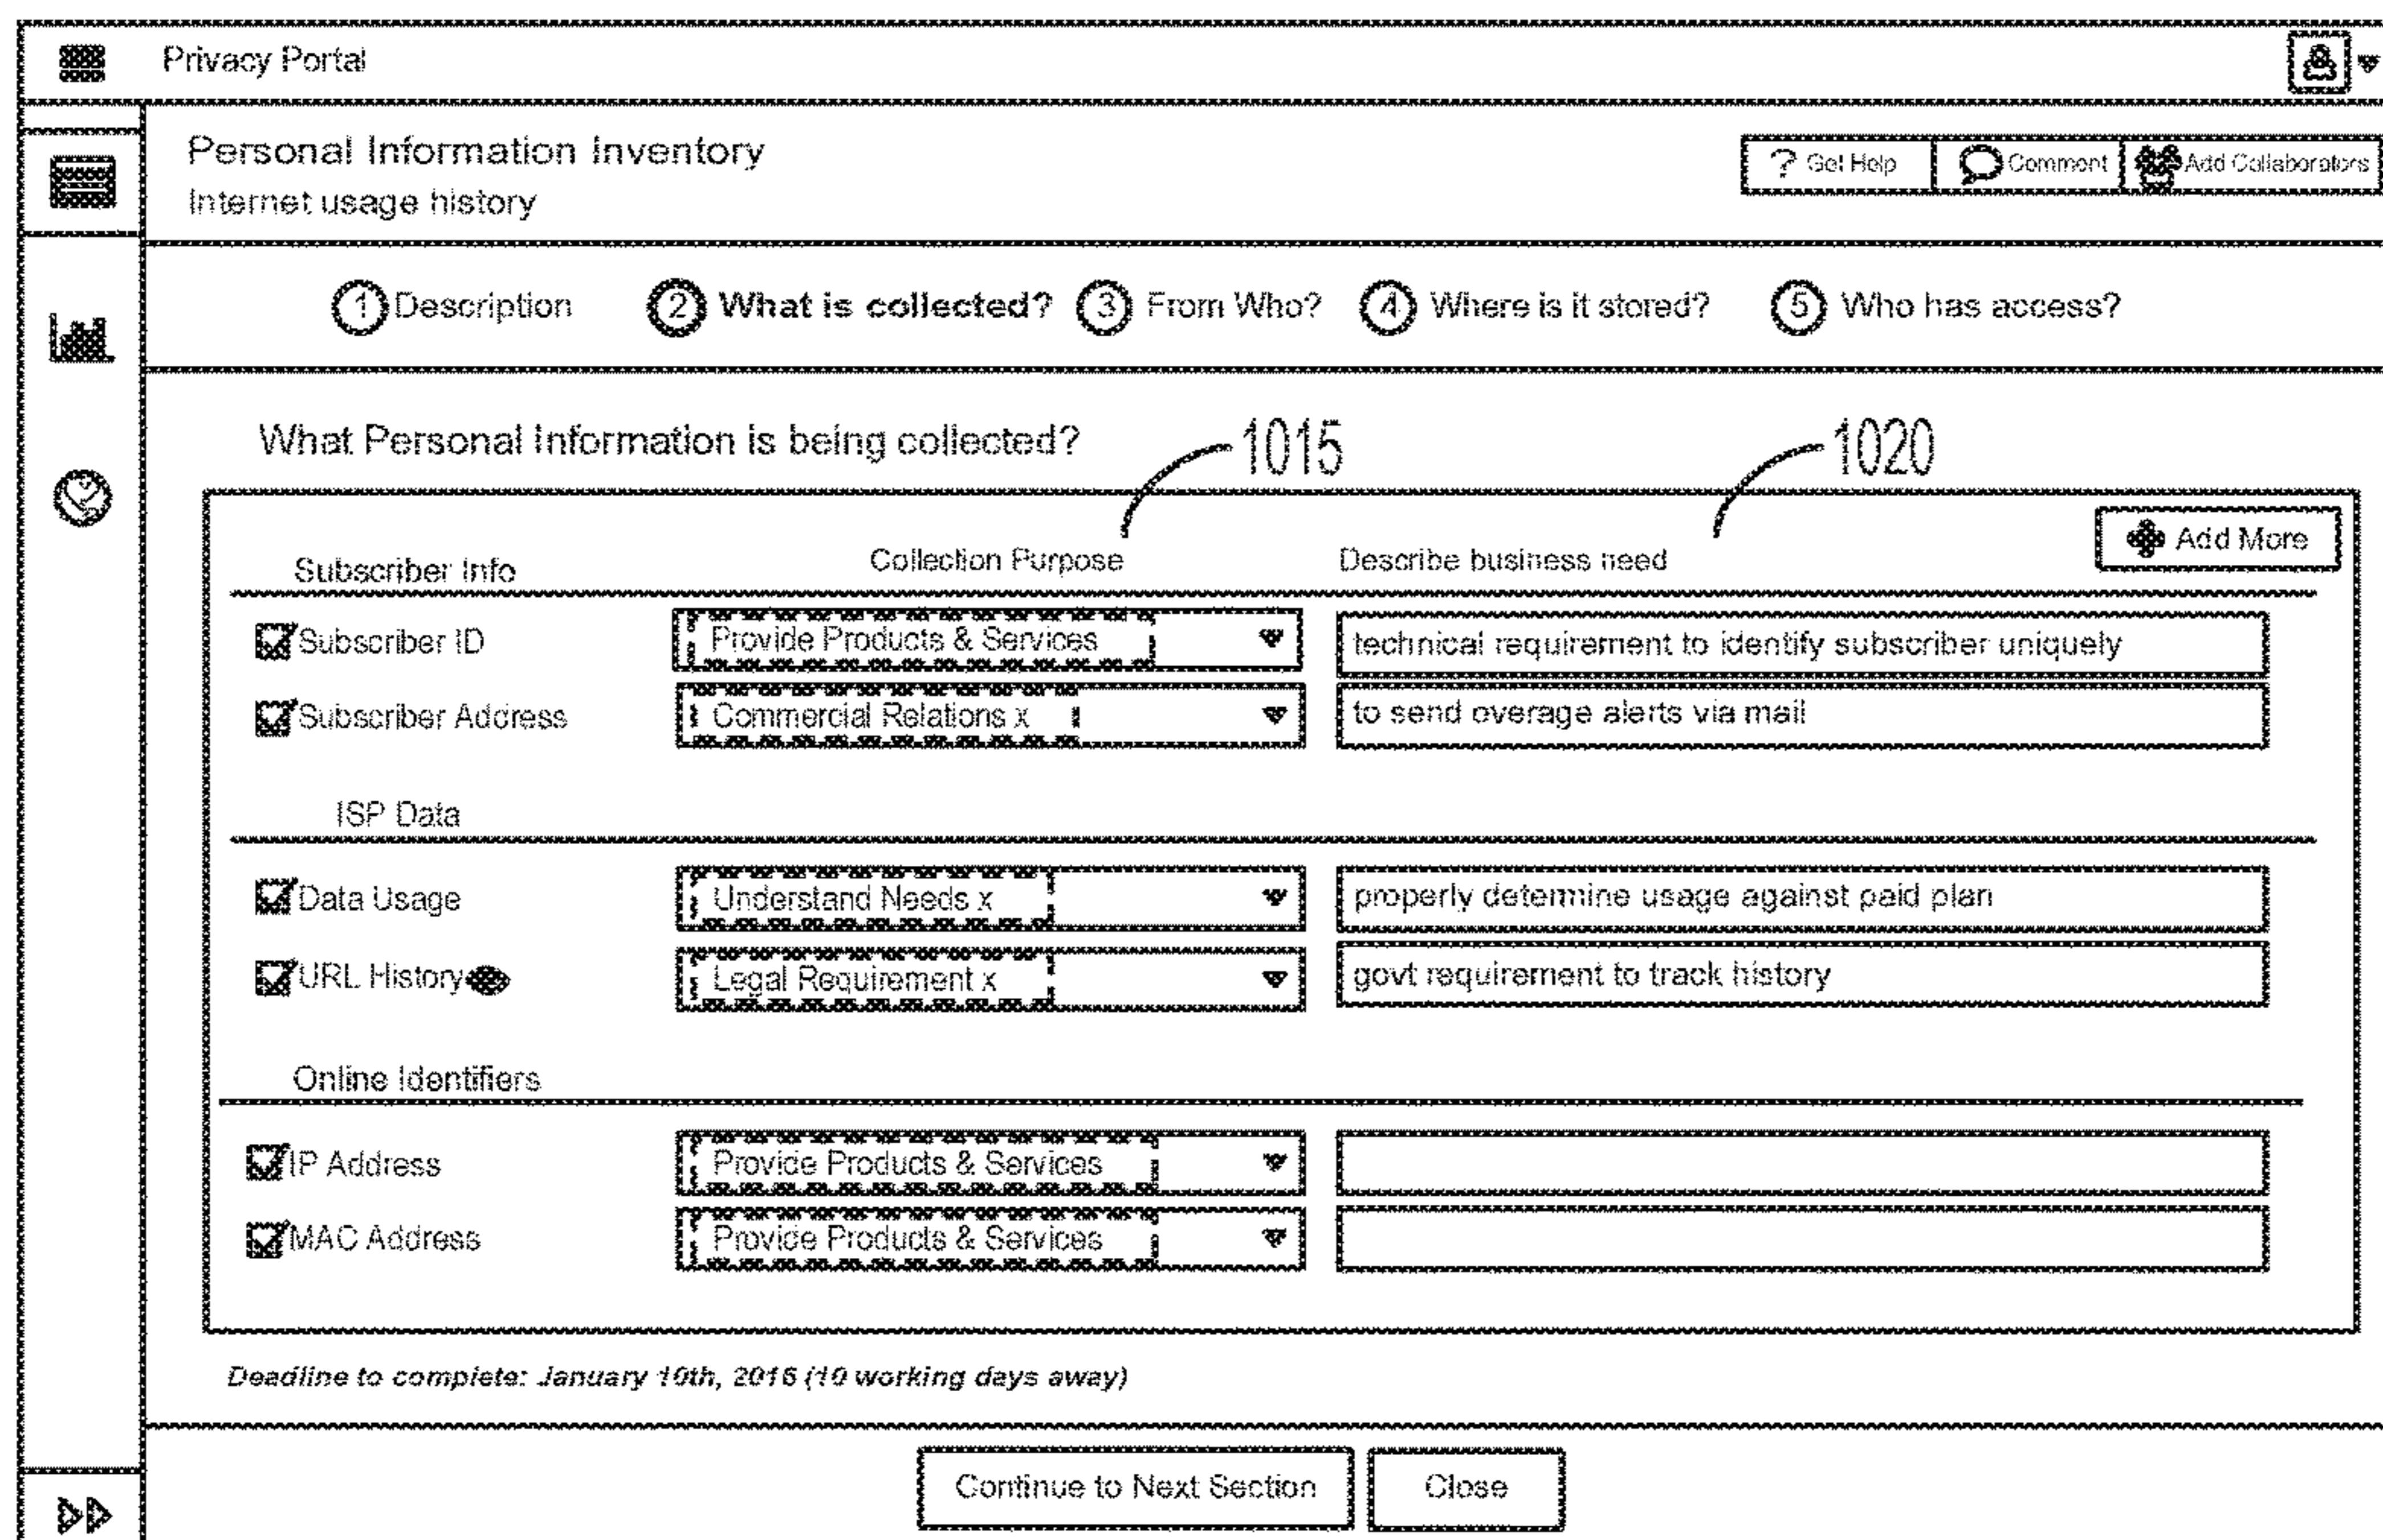 Privacy Portal
Personal Information Inventory
Internet usage history
? Get Help
Comment
Add Collaborators
1 Description
2 What is collected?
3 From Who?
4 Where is it stored?
5 Who has access?
What Personal Information is being collected?
1015
1020
Subscriber Info
Collection Purpose
Describe business need
Add More
Subscriber ID
Provide Products & Services
technical requirement to identify subscriber uniquely
Subscriber Address
Commercial Relations x
to send overage alerts via mail
ISP Data
Data Usage
Understand Needs x
properly determine usage against paid plan
URL History
Legal Requirement x
govt requirement to track history
Online Identifiers
IP Address
Provide Products & Services
MAC Address
Provide Products & Services
Deadline to complete: January 10th, 2016 (10 working days away)
Continue to Next Section
Close